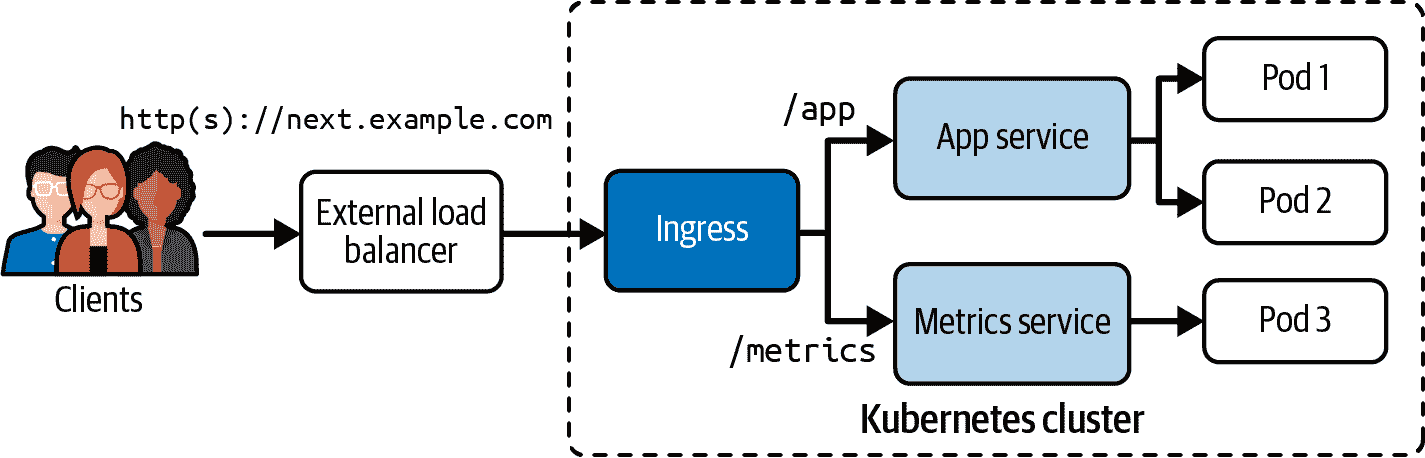 http(s)://next.example.com
Clients
External load
balancer
Ingress
/app
/metrics
App service
Metrics service
Pod 1
Pod 2
Pod 3
Kubernetes cluster